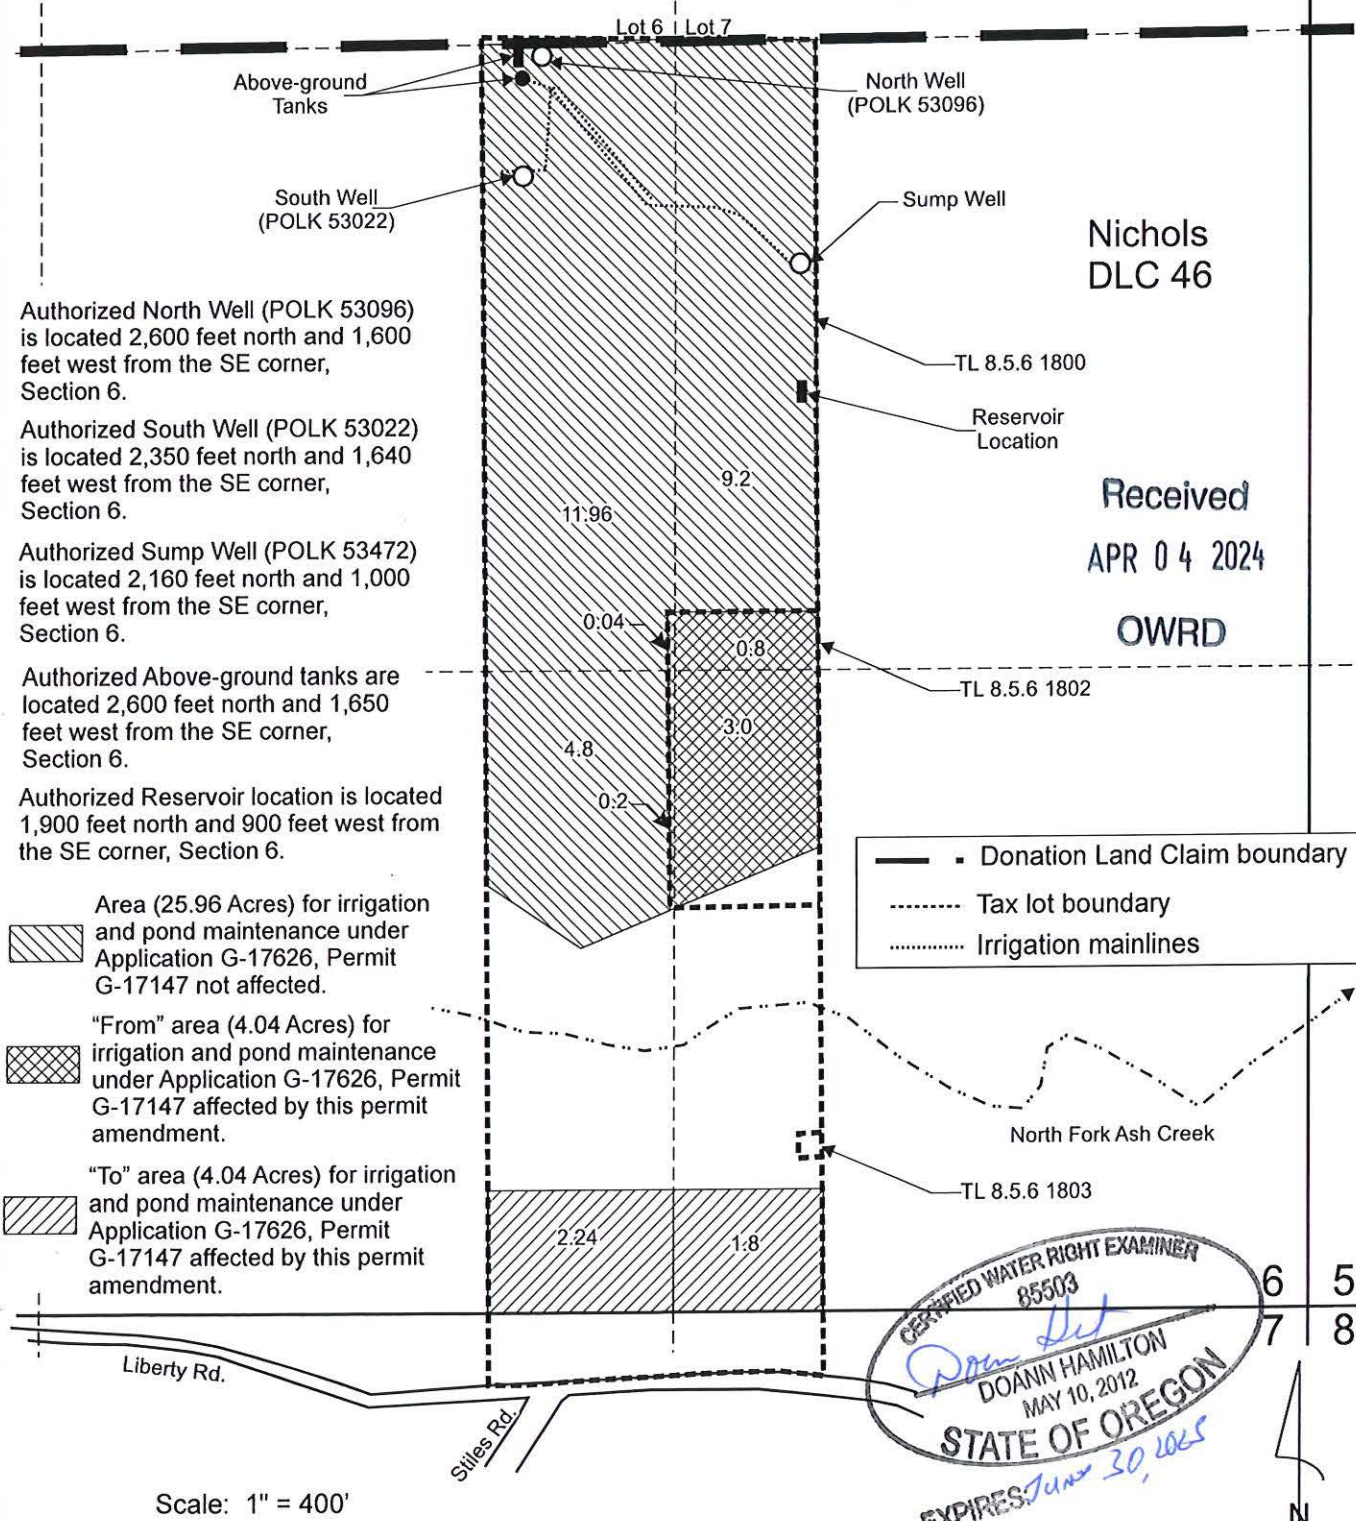 Lot 6 Lot 7
Above-ground
Tanks
North Well
(POLK 53096)
South Well
(POLK 53022)
Sump Well
Nichols
DLC 46
Authorized North Well (POLK 53096)
is located 2,600 feet north and 1,600
feet west from the SE corner,
Section 6.
TL 8.5.6 1800
Reservoir
Location
Authorized South Well (POLK 53022)
is located 2,350 feet north and 1,640
feet west from the SE corner,
Section 6.
9.2
11.96
Received
APR 04 2024
OWRD
Authorized Sump Well (POLK 53472)
is located 2,160 feet north and 1,000
feet west from the SE corner,
Section 6.
0.04
0.8
TL 8.5.6 1802
Authorized Above-ground tanks are
located 2,600 feet north and 1,650
feet west from the SE corner,
Section 6.
3.0
4.8
0.2
Authorized Reservoir location is located
1,900 feet north and 900 feet west from
the SE corner, Section 6.
Donation Land Claim boundary
Tax lot boundary
Irrigation mainlines
Area (25.96 Acres) for irrigation
and pond maintenance under
Application G-17626, Permit
G-17147 not affected.
"From" area (4.04 Acres) for
irrigation and pond maintenance
under Application G-17626, Permit
G-17147 affected by this permit
amendment.
North Fork Ash Creek
TL 8.5.6 1803
"To" area (4.04 Acres) for irrigation
and pond maintenance under
Application G-17626, Permit
G-17147 affected by this permit
amendment.
2.24
1.8
6 5
7 8
CERTIFIED WATER RIGHT EXAMINER
85503
DOANN HAMILTON
MAY 10, 2012
STATE OF OREGON
EXPIRES: June 30, 2025
Liberty Rd.
Stiles Rd.
Scale: 1" = 400'
N